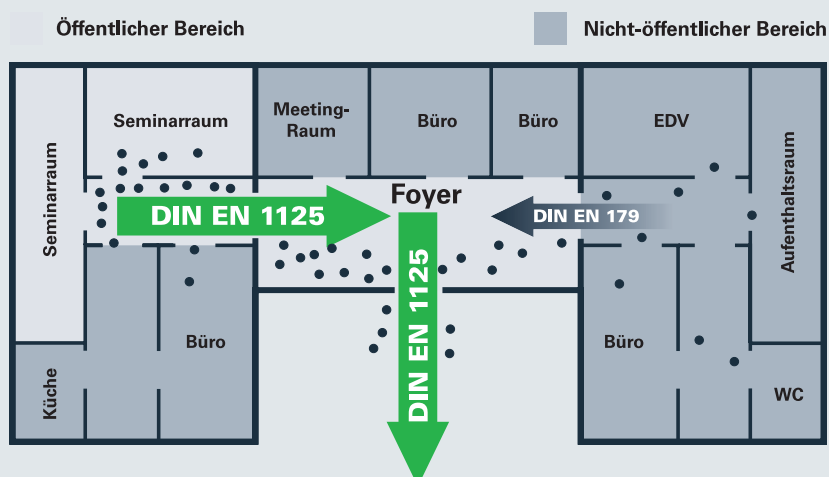 Öffentlicher Bereich
Nicht-öffentlicher Bereich
Seminarraum
Seminarraum
Meeting-
Raum
Büro
Büro
EDV
Aufenthaltsraum
Foyer
DIN EN 1125
DIN EN 179
DIN EN 1125
Büro
Büro
Küche
WC